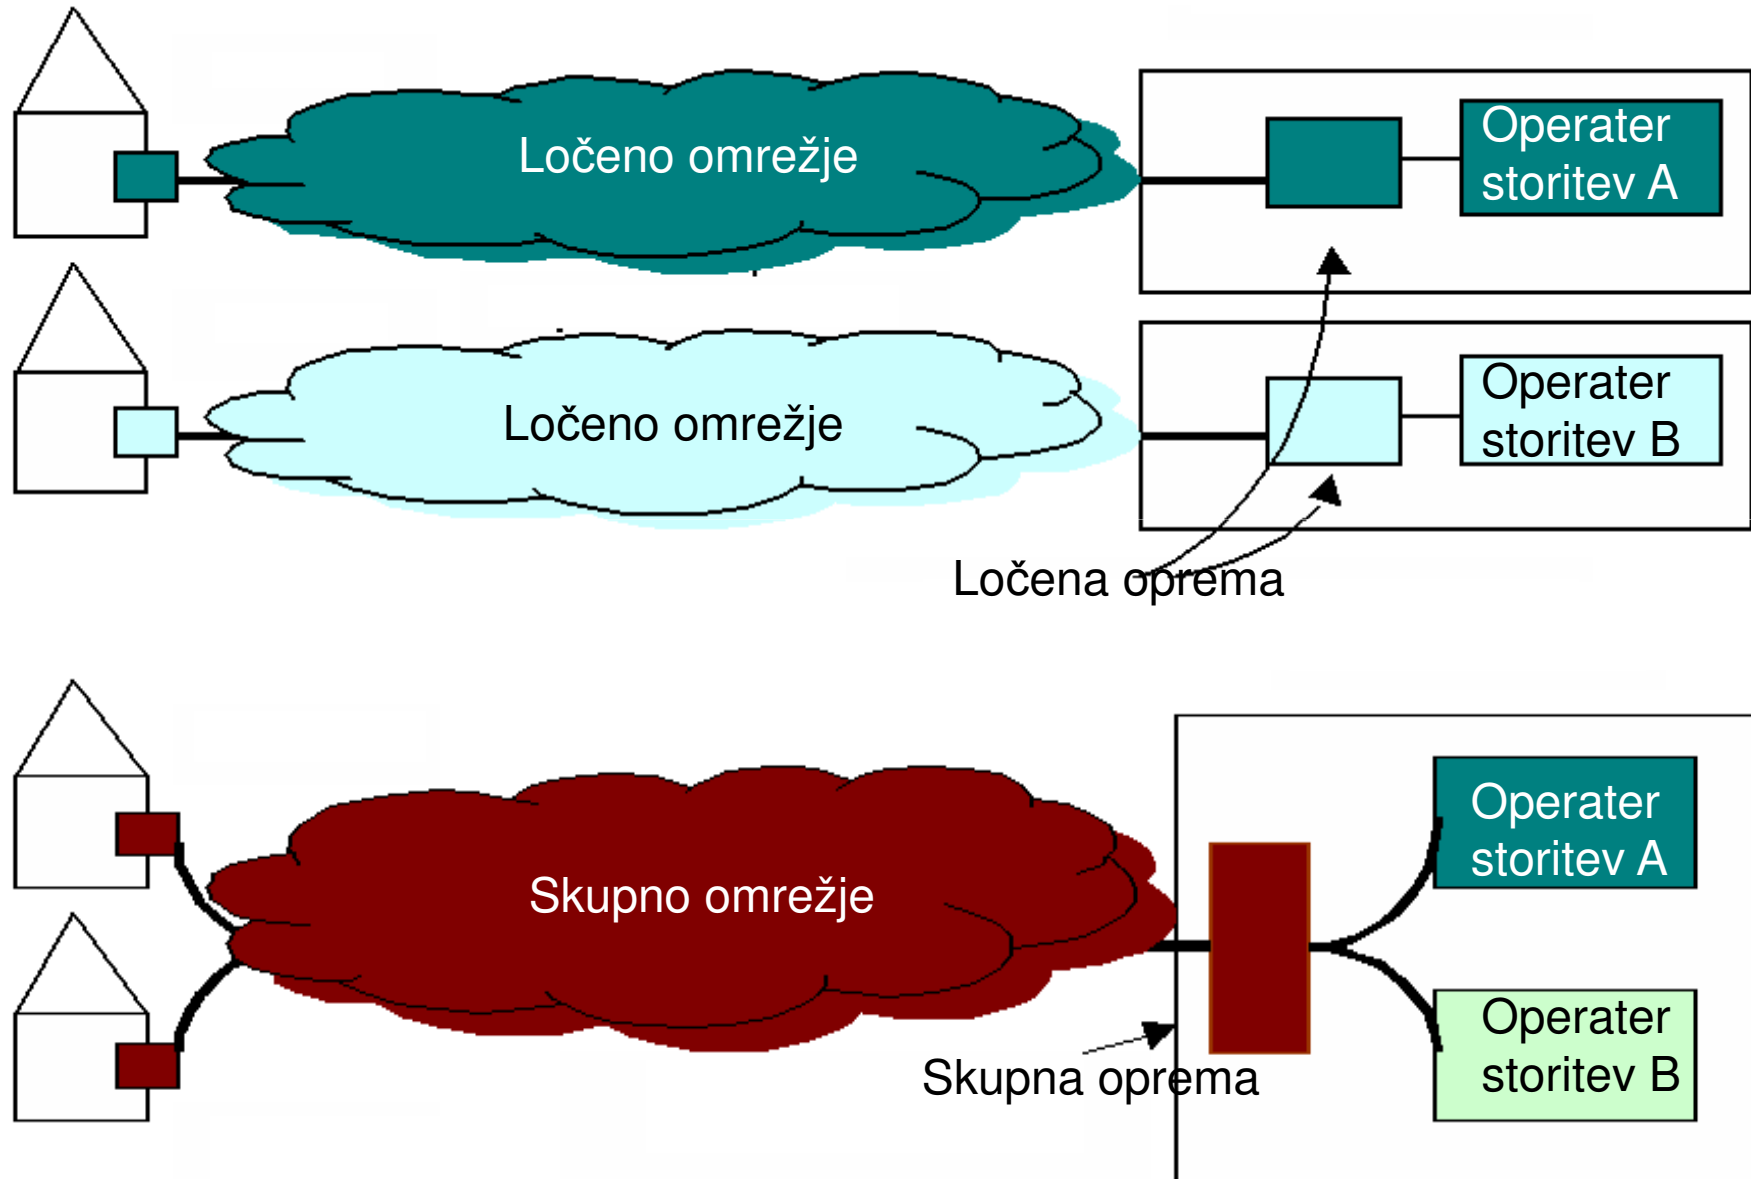 Ločeno omrežje
Operater
storitev A
Ločeno omrežje
Operater
storitev B
Ločena oprema
Skupno omrežje
Operater
storitev A
Operater
storitev B
Skupna oprema